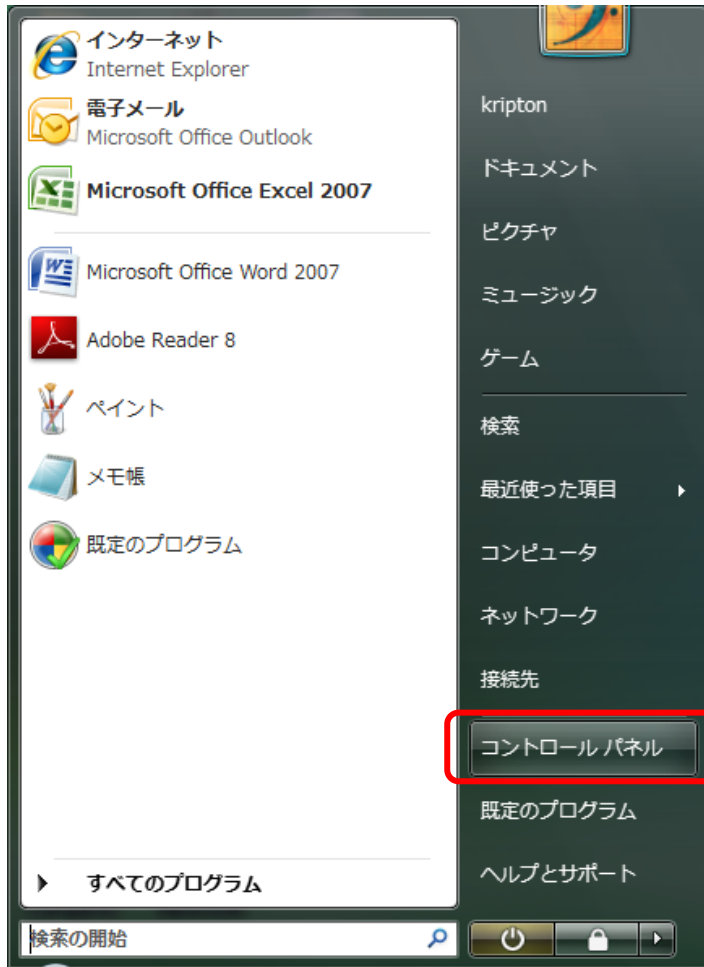 インターネット
Internet Explorer
電子メール
Microsoft Office Outlook
Microsoft Office Excel 2007
Microsoft Office Word 2007
Adobe Reader 8
ペイント
メモ帳
既定のプログラム
すべてのプログラム
検索の開始
kripton
ドキュメント
ピクチャ
ミュージック
ゲーム
検索
最近使った項目
コンピュータ
ネットワーク
接続先
コントロール パネル
既定のプログラム
ヘルプとサポート